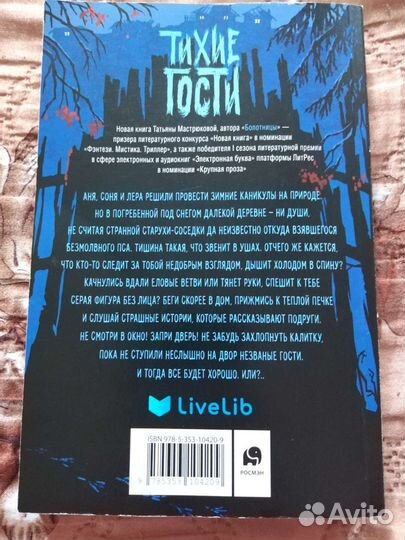 ТИХИЕ
ГОСТИ
Новая книга Татьяны Мастрюковой, автора «Болотницы» —
призера литературного конкурса «Новая книга» в номинации
«Фэнтези. Мистика. Триллер», а также победителя I сезона литературной премии
в сфере электронных и аудиокниг «Электронная буква» платформы ЛитРес
в номинации «Крупная проза»
АНЯ, СОНЯ И ЛЕРА РЕШИЛИ ПРОВЕСТИ ЗИМНИЕ КАНИКУЛЫ НА ПРИРОДЕ.
НО В ПОГРЕБЕННОЙ ПОД СНЕГОМ ДАЛЕКОЙ ДЕРЕВНЕ – НИ ДУШИ,
НЕ СЧИТАЯ СТРАННОЙ СТАРУХИ-СОСЕДКИ ДА НЕИЗВЕСТНО ОТКУДА ВЗЯВШЕГОСЯ
БЕЗМОЛВНОГО ПСА. ТИШИНА ТАКАЯ, ЧТО ЗВЕНИТ В УШАХ. ОТЧЕГО ЖЕ КАЖЕТСЯ,
ЧТО КТО-ТО СЛЕДИТ ЗА ТОБОЙ НЕДОБРЫМ ВЗГЛЯДОМ, ДЫШИТ ХОЛОДОМ В СПИНУ?
КАЧНУЛИСЬ ВДАЛИ ЕЛОВЫЕ ВЕТВИ ИЛИ ТЯНЕТ РУКИ, СПЕШИТ К ТЕБЕ
СЕРАЯ ФИГУРА БЕЗ ЛИЦА? БЕГИ СКОРЕЕ В ДОМ, ПРИЖМИСЬ К ТЕПЛОЙ ПЕЧКЕ
И СЛУШАЙ СТРАШНЫЕ ИСТОРИИ, КОТОРЫЕ РАССКАЗЫВАЮТ ПОДРУГИ.
НЕ СМОТРИ В ОКНО! ЗАПРИ ДВЕРЬ! НЕ ЗАБУДЬ ЗАХЛОПНУТЬ КАЛИТКУ,
ПОКА НЕ СТУПИЛИ НЕСЛЫШНО НА ДВОР НЕЗВАНЫЕ ГОСТИ.
И ТОГДА ВСЕ БУДЕТ ХОРОШО. ИЛИ?..
LiveLib
ISBN 978-5-353-10420-9
9 785353 104209
РОСМЭН
Avito